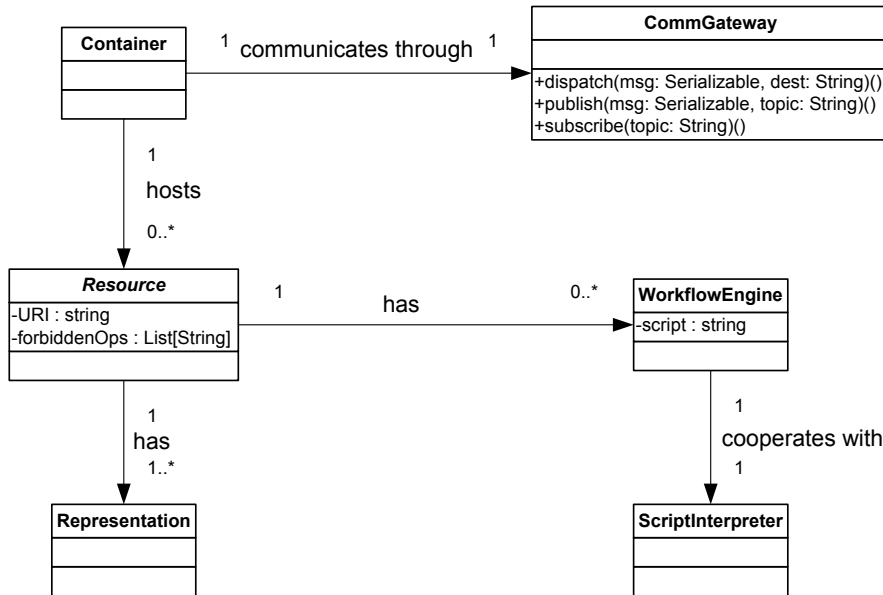 Container
CommGateway
1 communicates through 1
+dispatch(msg: Serializable, dest: String)()
+publish(msg: Serializable, topic: String)()
+subscribe(topic: String)()
1
hosts
0..*
Resource
-URI : string
-forbiddenOps : List[String]
1 has 0..*
WorkflowEngine
-script : string
1
has
1..*
1
cooperates with
1
Representation
ScriptInterpreter